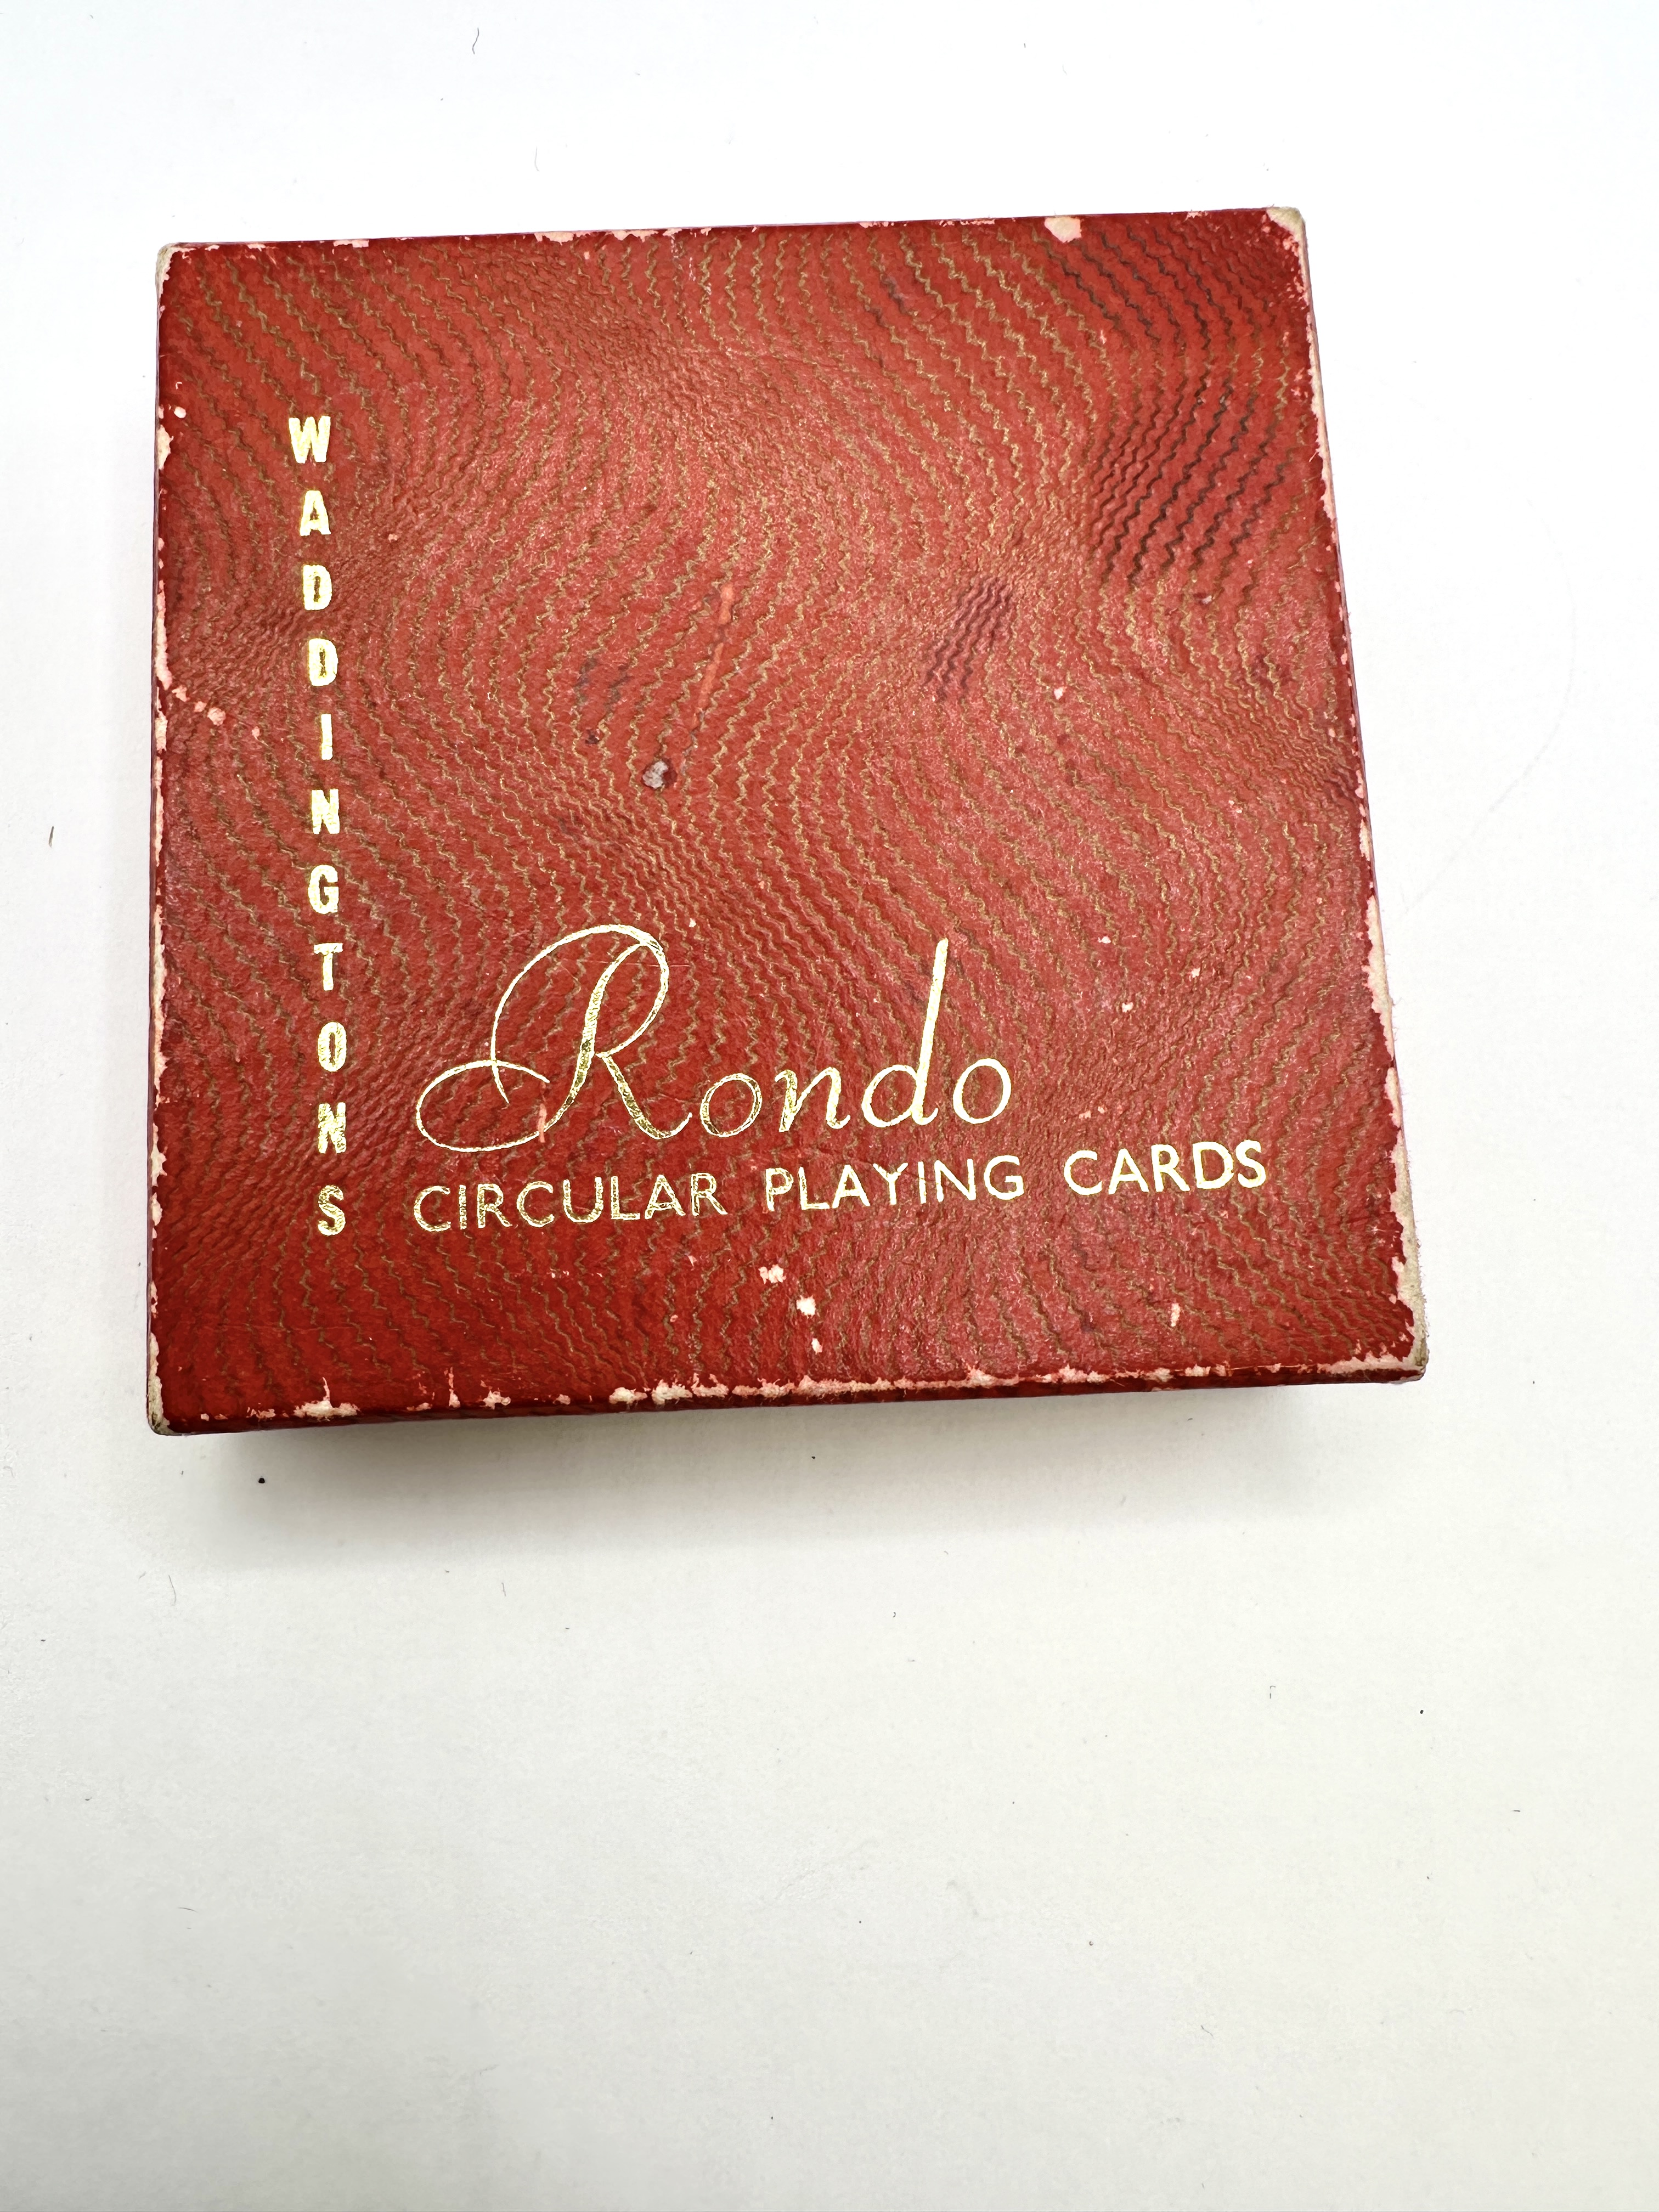 WADDINGTONS
Rondo
CIRCULAR PLAYING CARDS